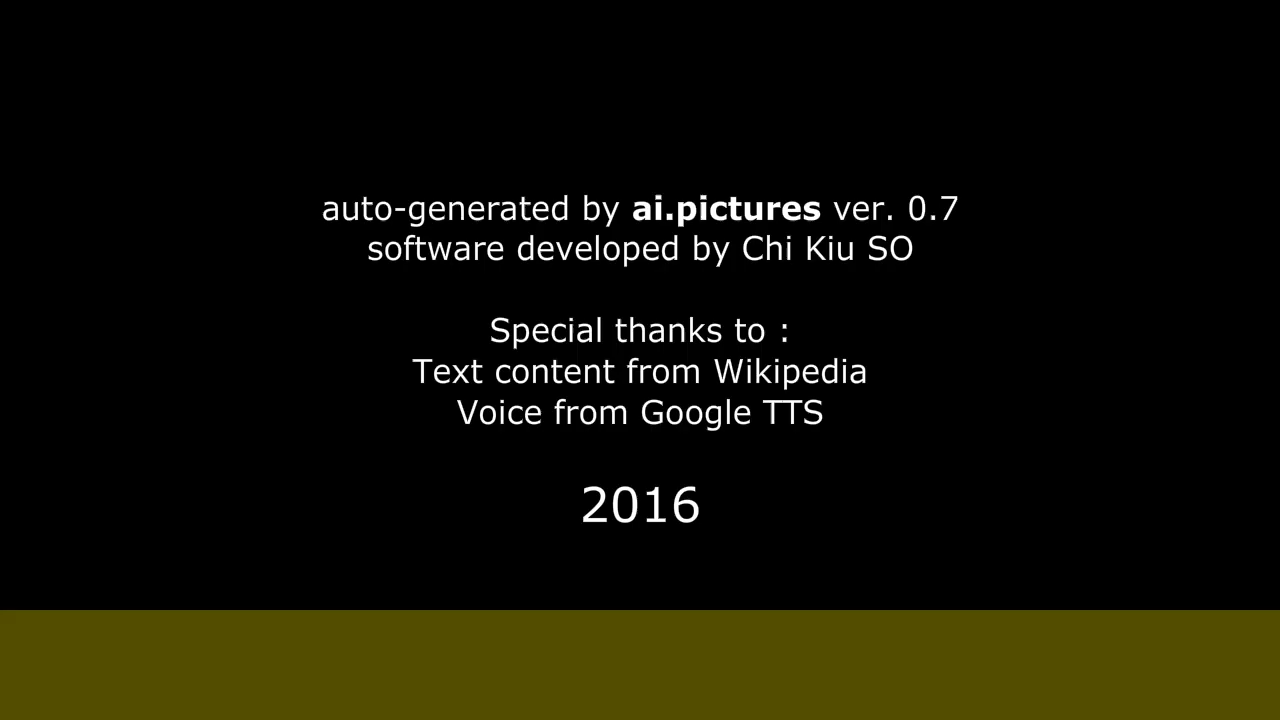 auto-generated by ai.pictures ver. 0.7
software developed by Chi Kiu SO
Special thanks to :
Text content from Wikipedia
Voice from Google TTS
2016